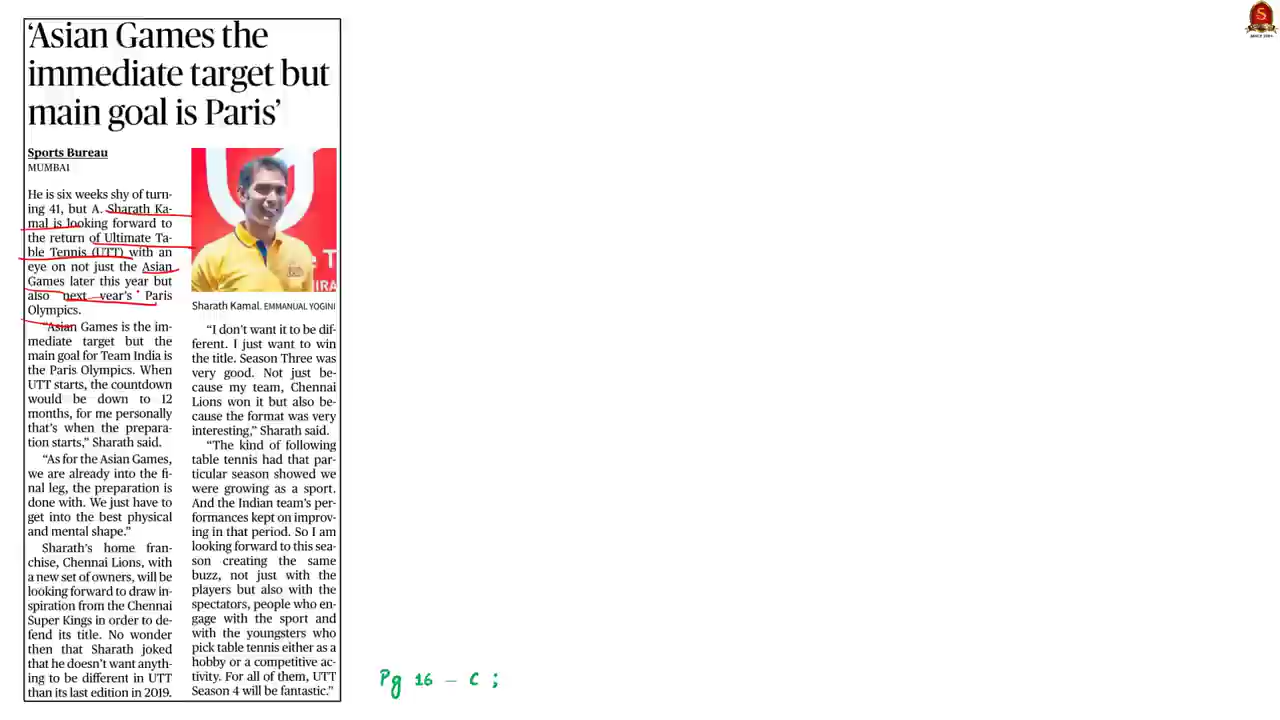 ‘Asian Games the
immediate target but
main goal is Paris’
Sports Bureau
MUMBAI
He is six weeks shy of turn-
ing 41, but A. Sharath Ka-
mal is looking forward to
the return of Ultimate Ta-
ble Tennis (UTT) with an
eye on not just the Asian
Games later this year but
also next year’s Paris
Olympics.
“Asian Games is the im-
mediate target but the
main goal for Team India is
the Paris Olympics. When
UTT starts, the countdown
would be down to 12
months, for me personally
that’s when the prepara-
tion starts,” Sharath said.
“As for the Asian Games,
we are already into the fi-
nal leg, the preparation is
done with. We just have to
get into the best physical
and mental shape.”
Sharath’s home fran-
chise, Chennai Lions, with
a new set of owners, will be
looking forward to draw in-
spiration from the Chennai
Super Kings in order to de-
fend its title. No wonder
then that Sharath joked
that he doesn’t want anyth-
ing to be different in UTT
than its last edition in 2019.
Sharath Kamal. EMMANUAL YOGINI
“I don’t want it to be dif-
ferent. I just want to win
the title. Season Three was
very good. Not just be-
cause my team, Chennai
Lions won it but also be-
cause the format was very
interesting,” Sharath said.
“The kind of following
table tennis had that par-
ticular season showed we
were growing as a sport.
And the Indian team’s per-
formances kept on improv-
ing in that period. So I am
looking forward to this sea-
son creating the same
buzz, not just with the
players but also with the
spectators, people who en-
gage with the sport and
with the youngsters who
pick table tennis either as a
hobby or a competitive ac-
tivity. For all of them, UTT
Season 4 will be fantastic.”
Pg 16 - C ;